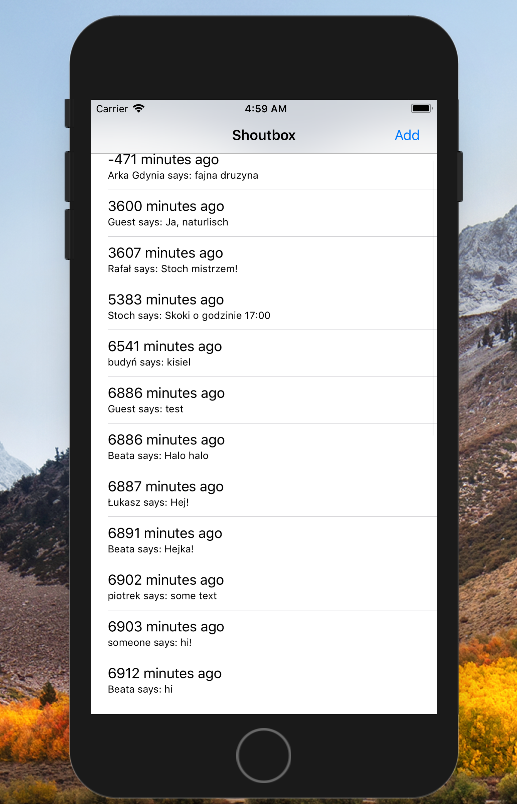 Carrier 4:59 AM
Shoutbox Add
-471 minutes ago
Arka Gdynia says: fajna druzyna
3600 minutes ago
Guest says: Ja, naturlisch
3607 minutes ago
Rafał says: Stoch mistrzem!
5383 minutes ago
Stoch says: Skoki o godzinie 17:00
6541 minutes ago
budyń says: kisiel
6886 minutes ago
Guest says: test
6886 minutes ago
Beata says: Halo halo
6887 minutes ago
Łukasz says: Hej!
6891 minutes ago
Beata says: Hejka!
6902 minutes ago
piotrek says: some text
6903 minutes ago
someone says: hi!
6912 minutes ago
Beata says: hi